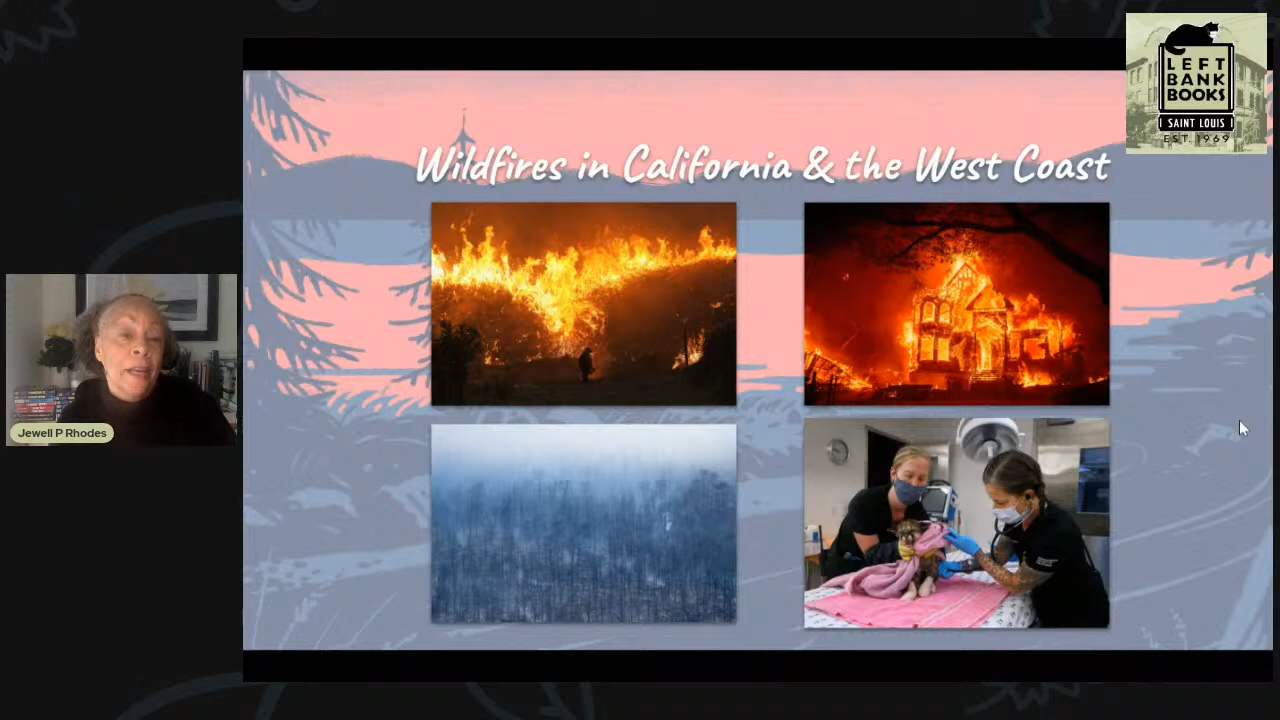 LEFT
BANK
BOOKS
SAINT LOUIS
EST. 1969
Wildfires in California & the West Coast
Jewell P Rhodes